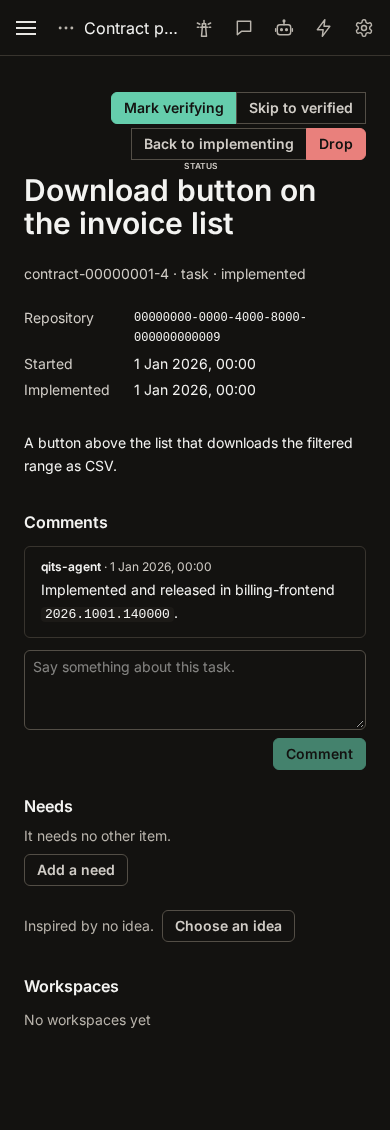 Contract p...
Mark verifying Skip to verified
Back to implementing Drop
STATUS
Download button on
the invoice list
contract-00000001-4 · task · implemented
Repository 00000000-0000-4000-8000-
000000000009
Started 1 Jan 2026, 00:00
Implemented 1 Jan 2026, 00:00
A button above the list that downloads the filtered
range as CSV.
Comments
qits-agent · 1 Jan 2026, 00:00
Implemented and released in billing-frontend
2026.1001.140000.
Say something about this task.
Comment
Needs
It needs no other item.
Add a need
Inspired by no idea. Choose an idea
Workspaces
No workspaces yet